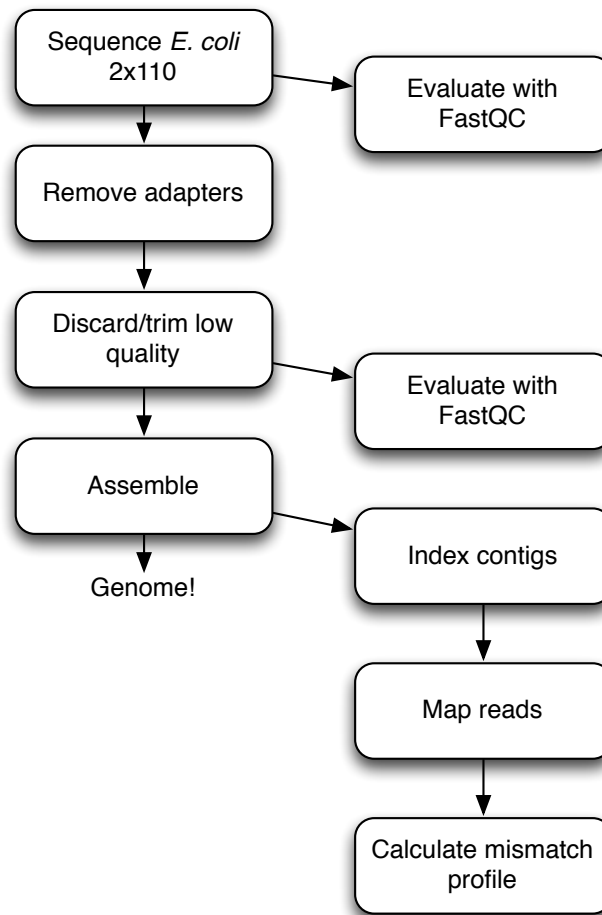 Sequence E. coli
2x110
Evaluate with
FastQC
Remove adapters
Discard/trim low
quality
Evaluate with
FastQC
Assemble
Index contigs
Genome!
Map reads
Calculate mismatch
profile